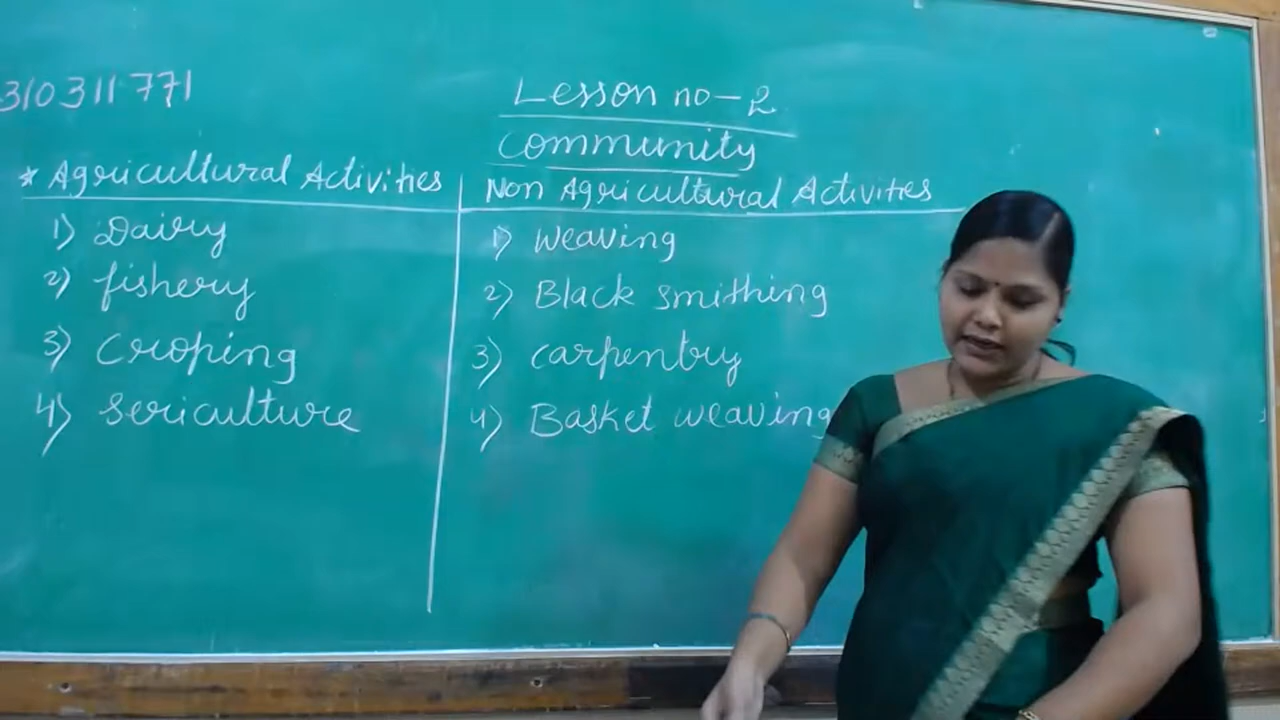 310311771
Lesson no-2
Community
* Agricultural Activities
1) Dairy
2) fishery
3) Croping
4) Sericulture
Non Agricultural Activities
1) Weaving
2) Black smithing
3) carpentry
4) Basket weaving